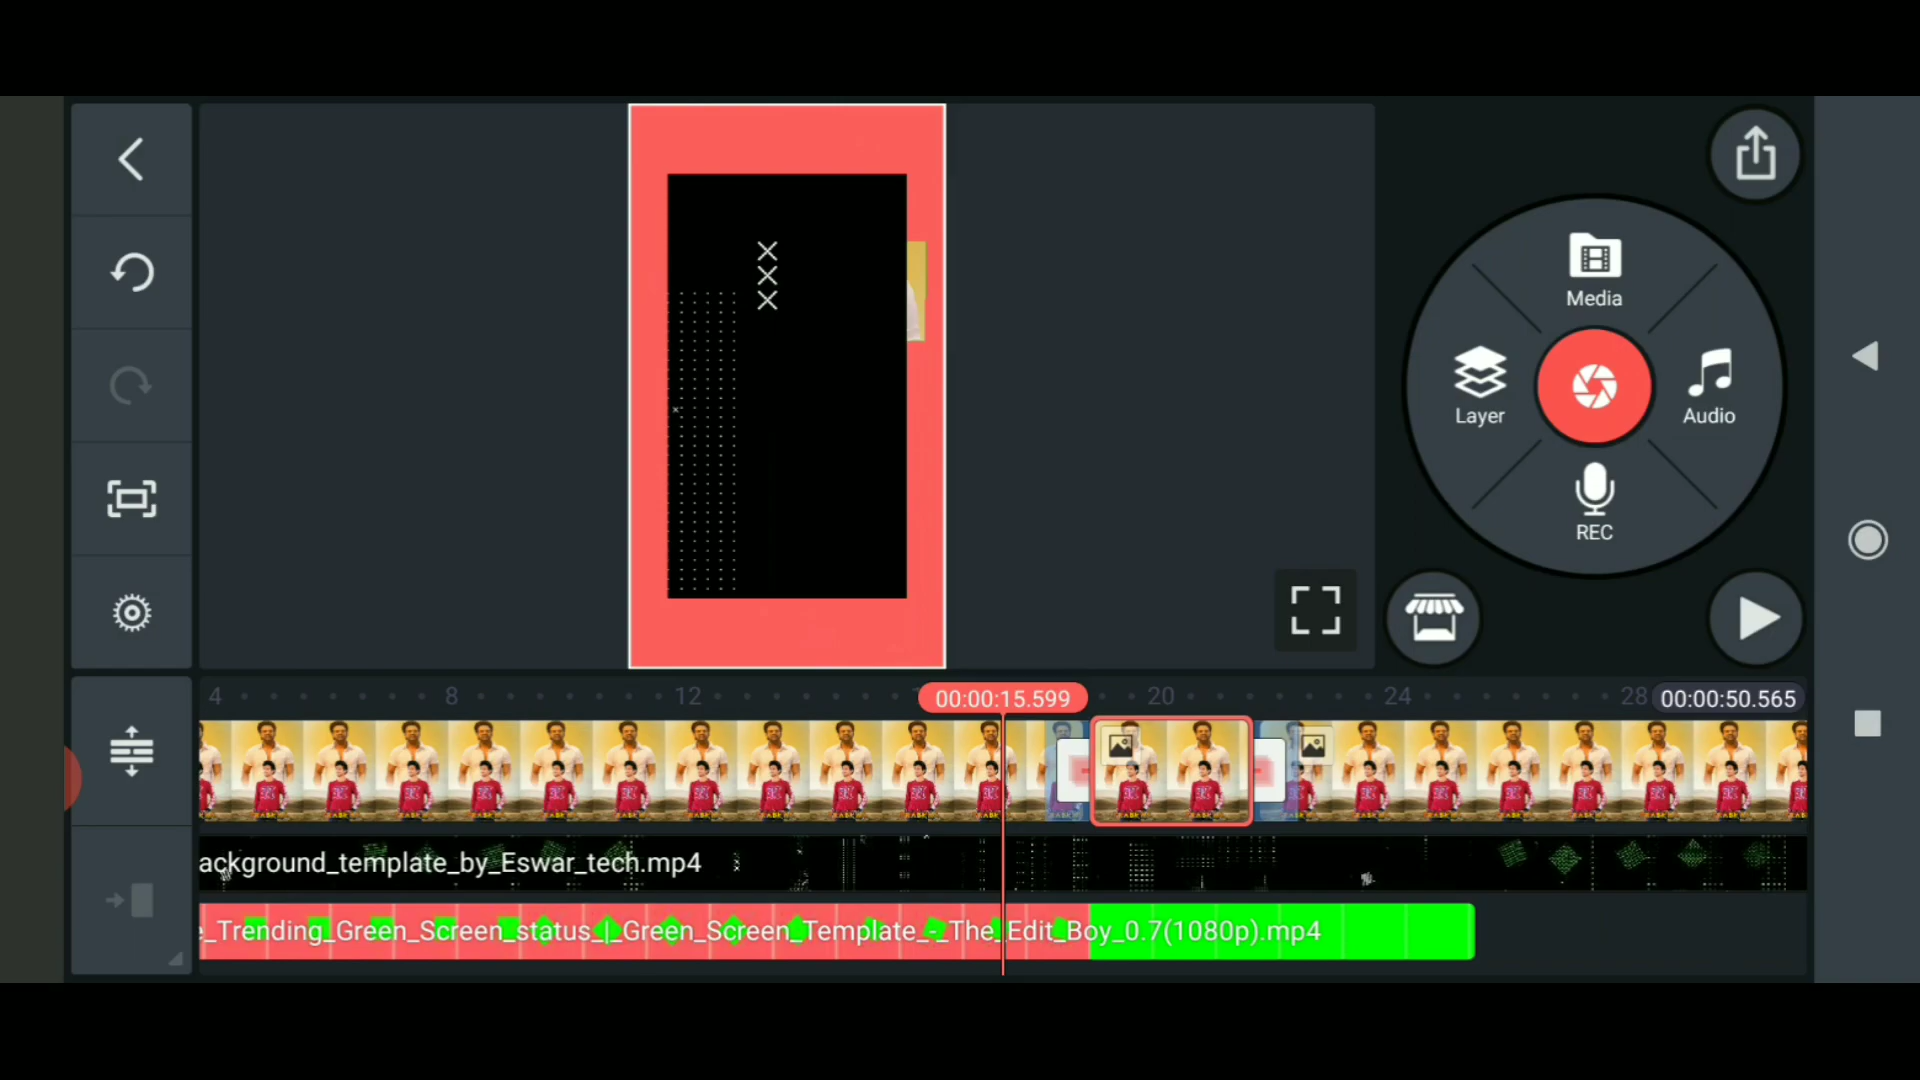 Media
Layer
Audio
REC
4
8
12
00:00:15.599
20
24
28
00:00:50.565
ackground_template_by_Eswar_tech.mp4
e_Trending_Green_Screen_status_|_Green_Screen_Template_-_The_Edit_Boy_0.7(1080p).mp4